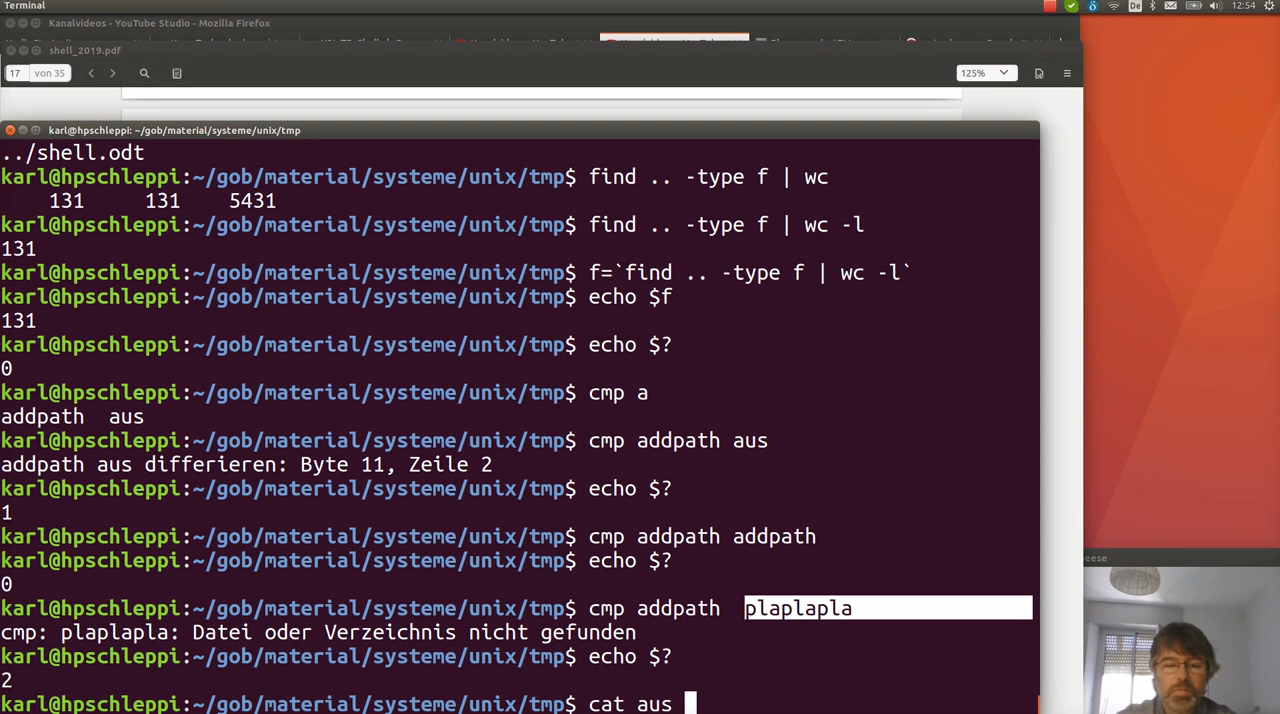 Terminal
De
12:54
Kanalvideos - YouTube Studio - Mozilla Firefox
shell_2019.pdf
17 von 35
125%
karl@hpschleppi: ~/gob/material/systeme/unix/tmp
../shell.odt
karl@hpschleppi:~/gob/material/systeme/unix/tmp$ find .. -type f | wc
131 131 5431
karl@hpschleppi:~/gob/material/systeme/unix/tmp$ find .. -type f | wc -l
131
karl@hpschleppi:~/gob/material/systeme/unix/tmp$ f=`find .. -type f | wc -l`
karl@hpschleppi:~/gob/material/systeme/unix/tmp$ echo $f
131
karl@hpschleppi:~/gob/material/systeme/unix/tmp$ echo $?
0
karl@hpschleppi:~/gob/material/systeme/unix/tmp$ cmp a
addpath aus
karl@hpschleppi:~/gob/material/systeme/unix/tmp$ cmp addpath aus
addpath aus differieren: Byte 11, Zeile 2
karl@hpschleppi:~/gob/material/systeme/unix/tmp$ echo $?
1
karl@hpschleppi:~/gob/material/systeme/unix/tmp$ cmp addpath addpath
karl@hpschleppi:~/gob/material/systeme/unix/tmp$ echo $?
0
karl@hpschleppi:~/gob/material/systeme/unix/tmp$ cmp addpath plaplapla
cmp: plaplapla: Datei oder Verzeichnis nicht gefunden
karl@hpschleppi:~/gob/material/systeme/unix/tmp$ echo $?
2
karl@hpschleppi:~/gob/material/systeme/unix/tmp$ cat aus
eese